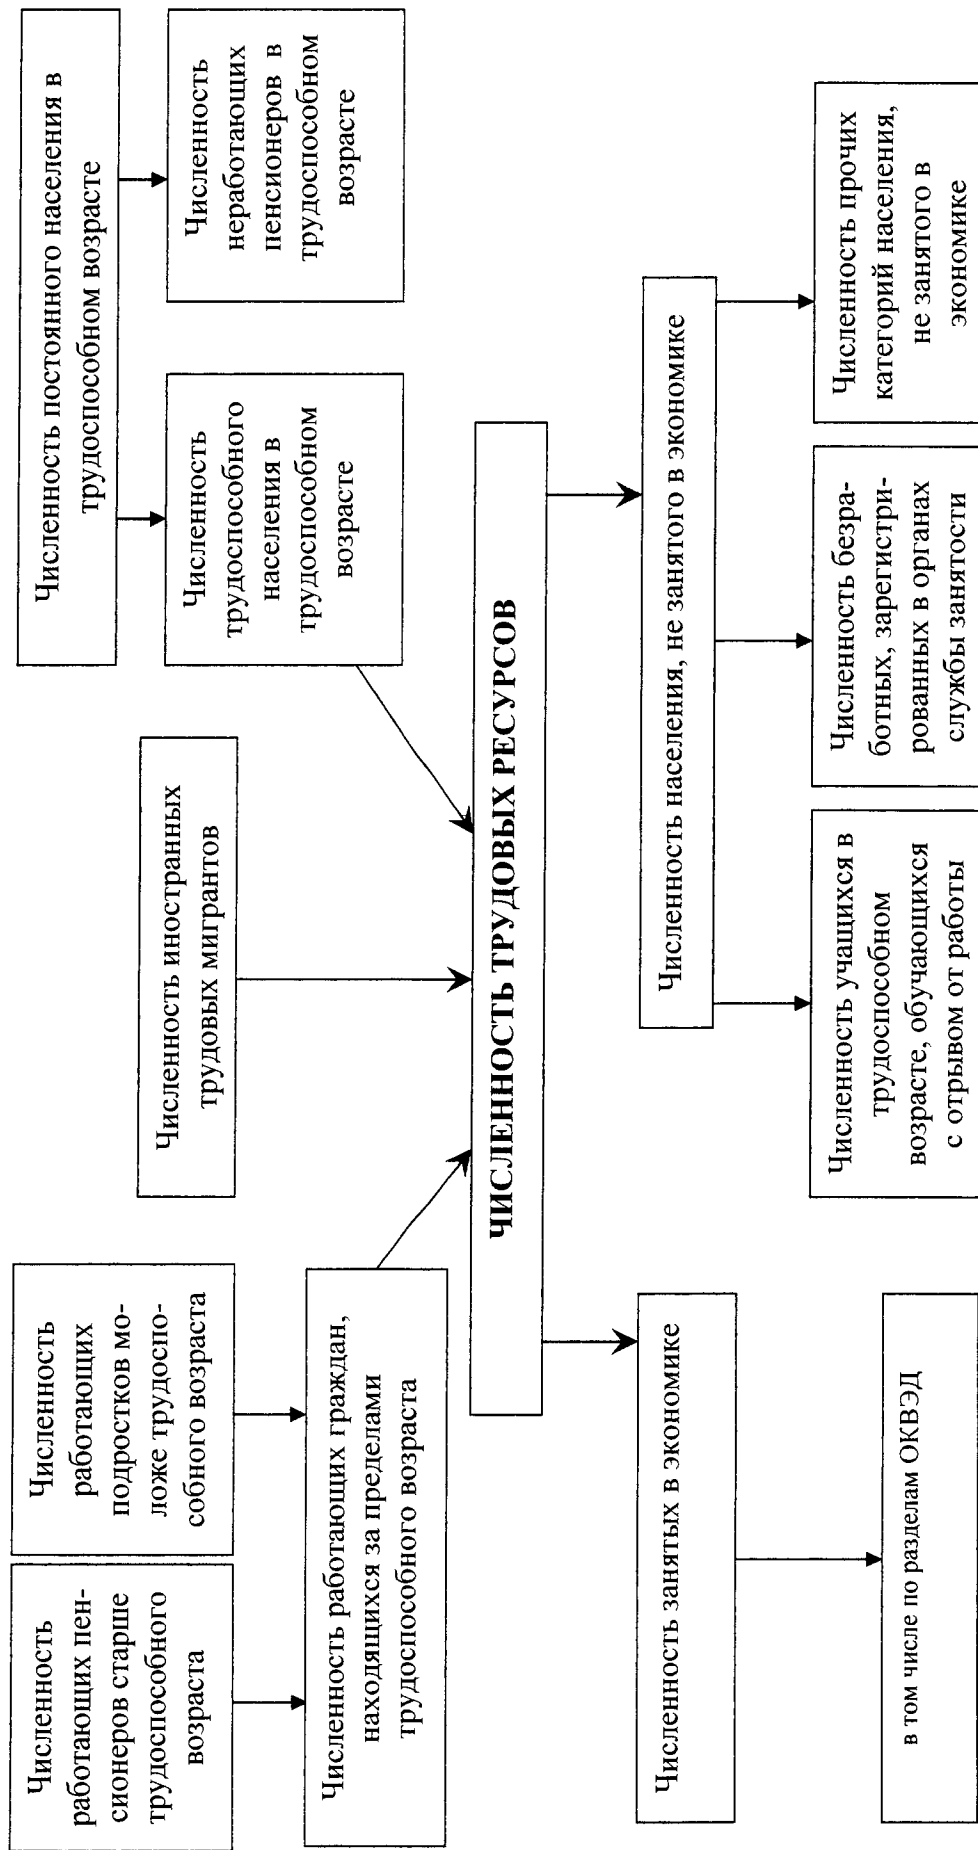 Численность
работающих пен-
сионеров старше
трудоспособного
возраста
Численность
работающих
подростков мо-
ложе трудоспо-
собного возраста
Численность иностранных
трудовых мигрантов
Численность постоянного населения в
трудоспособном возрасте
Численность
трудоспособного
населения в
трудоспособном
возрасте
Численность
неработающих
пенсионеров в
трудоспособном
возрасте
Численность работающих граждан,
находящихся за пределами
трудоспособного возраста
ЧИСЛЕННОСТЬ ТРУДОВЫХ РЕСУРСОВ
Численность занятых в экономике
Численность населения, не занятого в экономике
в том числе по разделам ОКВЭД
Численность учащихся в
трудоспособном
возрасте, обучающихся
с отрывом от работы
Численность безра-
ботных, зарегистри-
рованных в органах
службы занятости
Численность прочих
категорий населения,
не занятого в
экономике